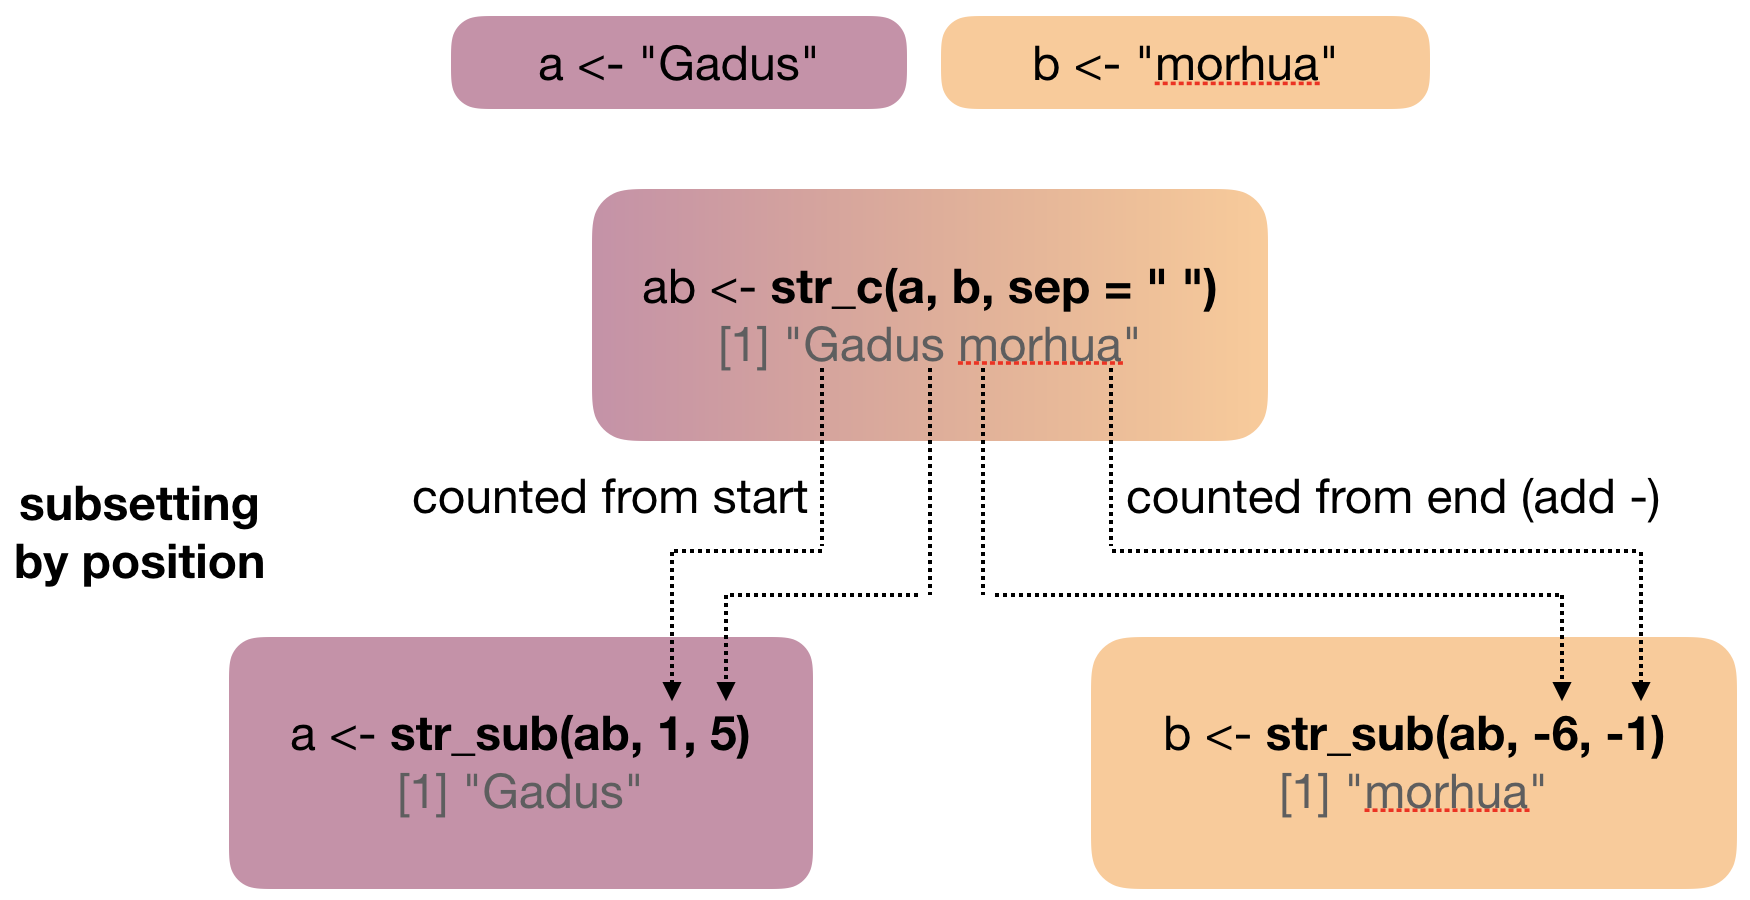 a <- "Gadus"
b <- "morhua"
ab <- str_c(a, b, sep = " ")
[1] "Gadus morhua"
counted from start
counted from end (add -)
subsetting
by position
a <- str_sub(ab, 1, 5)
[1] "Gadus"
b <- str_sub(ab, -6, -1)
[1] "morhua"